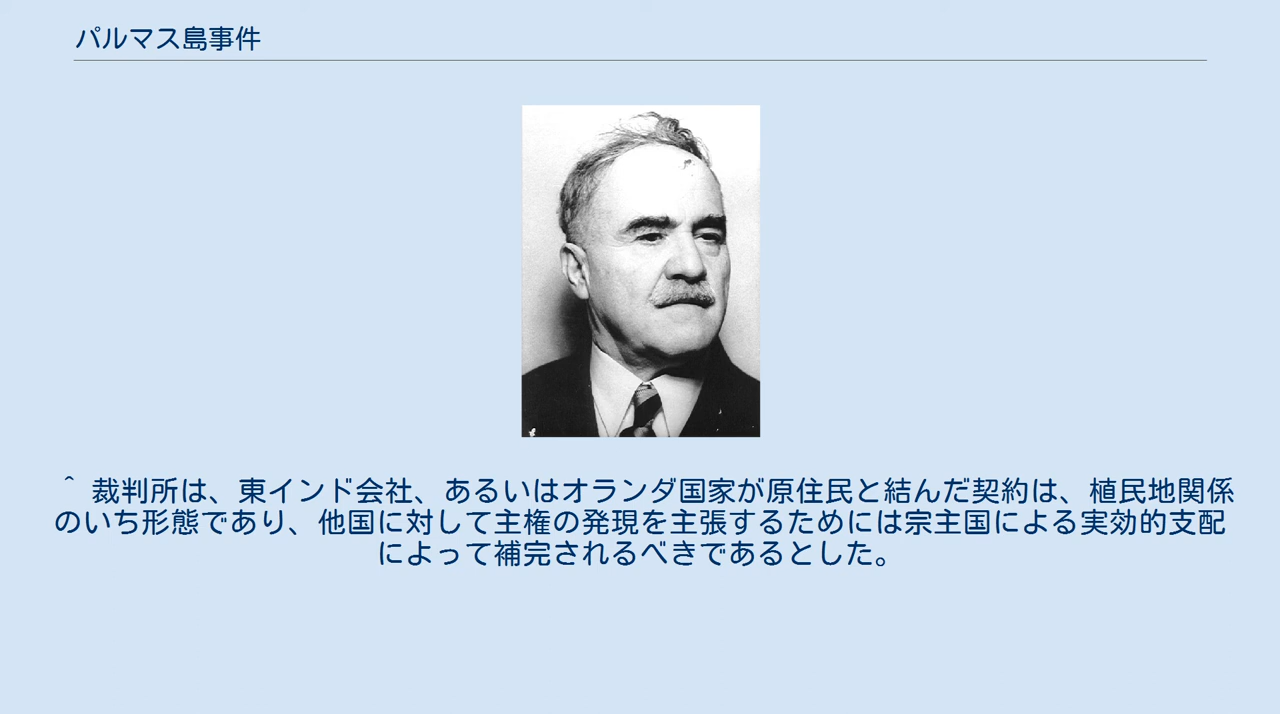 パルマス島事件
^ 裁判所は、東インド会社、あるいはオランダ国家が原住民と結んだ契約は、植民地関係
のいち形態であり、他国に対して主権の発現を主張するためには宗主国による実効的支配
によって補完されるべきであるとした。